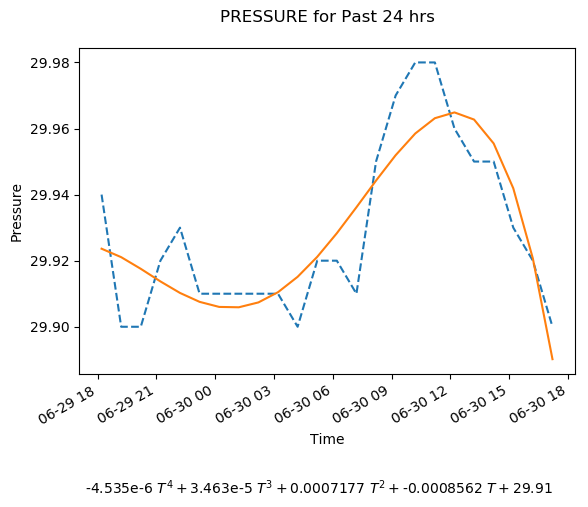 PRESSURE for Past 24 hrs
29.98
29.96
29.94
29.92
29.90
Pressure
06-29 18 06-29 21 06-30 00 06-30 03 06-30 06 06-30 09 06-30 12 06-30 15 06-30 18
Time
-4.535e-6 T⁴ + 3.463e-5 T³ + 0.0007177 T² + -0.0008562 T + 29.91